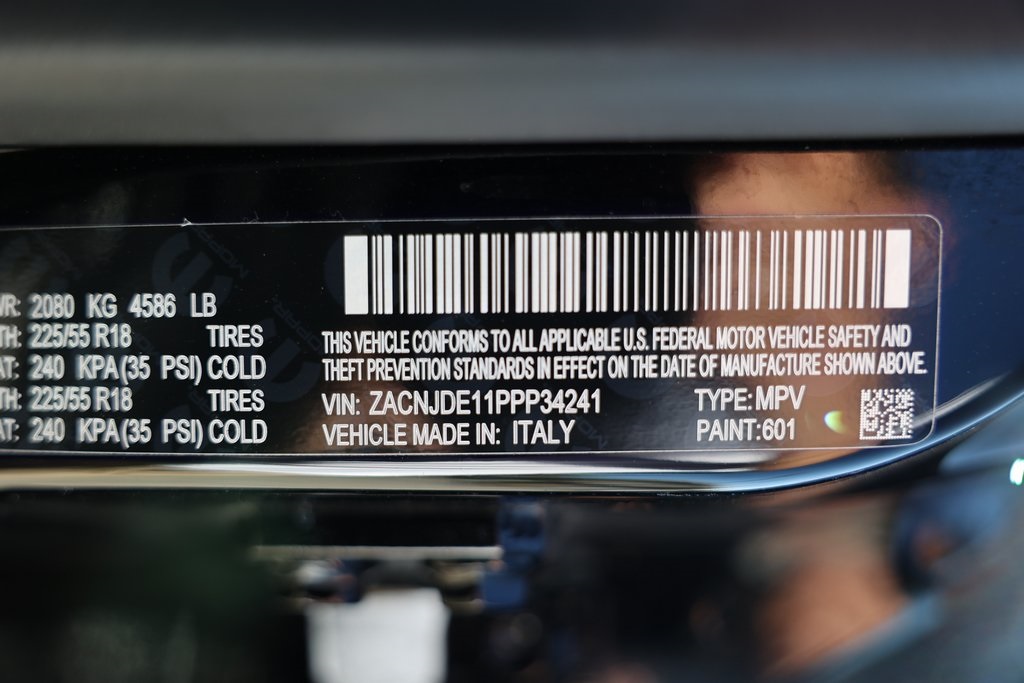 VR: 2080 KG 4586 LB
TH: 225/55 R18 TIRES
AT: 240 KPA(35 PSI) COLD
TH: 225/55 R18 TIRES
AT: 240 KPA(35 PSI) COLD
THIS VEHICLE CONFORMS TO ALL APPLICABLE U.S. FEDERAL MOTOR VEHICLE SAFETY AND
THEFT PREVENTION STANDARDS IN EFFECT ON THE DATE OF MANUFACTURE SHOWN ABOVE.
VIN: ZACNJDE11PPP34241 TYPE: MPV
VEHICLE MADE IN: ITALY PAINT:601